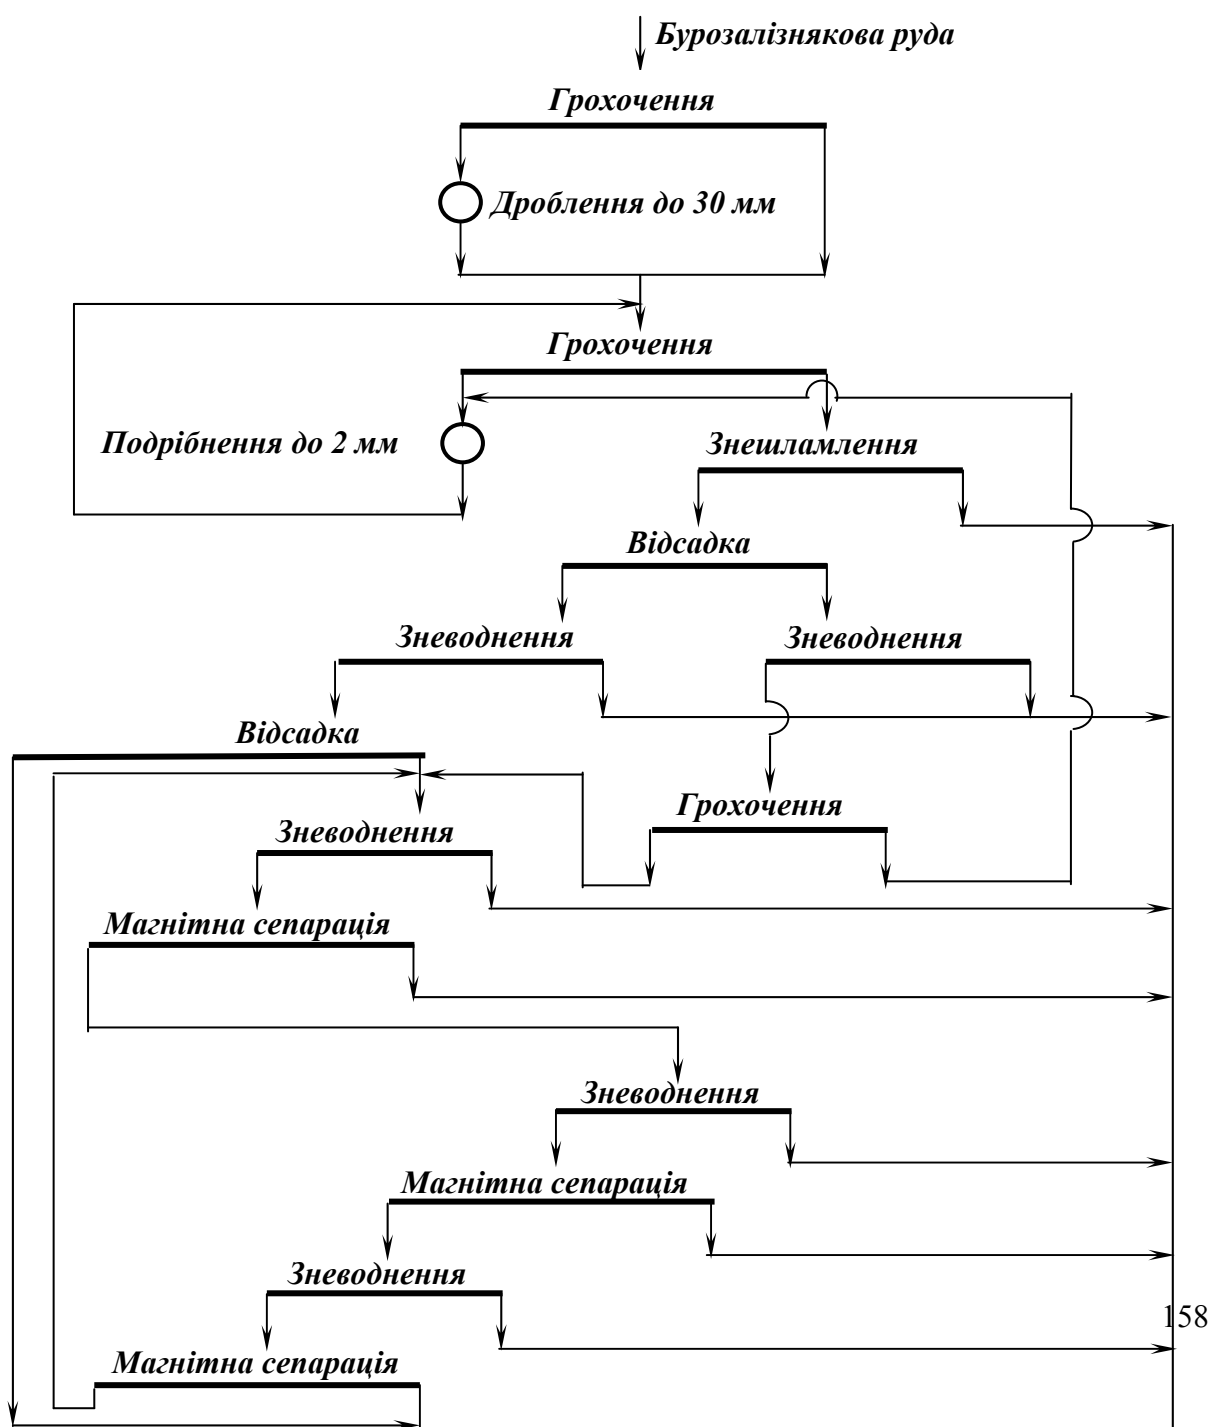 Бурозалізнякова руда
Грохочення
Дроблення до 30 мм
Грохочення
Подрібнення до 2 мм
Знешламлення
Відсадка
Зневоднення
Зневоднення
Відсадка
Грохочення
Зневоднення
Магнітна сепарація
Зневоднення
Магнітна сепарація
Зневоднення
158
Магнітна сепарація